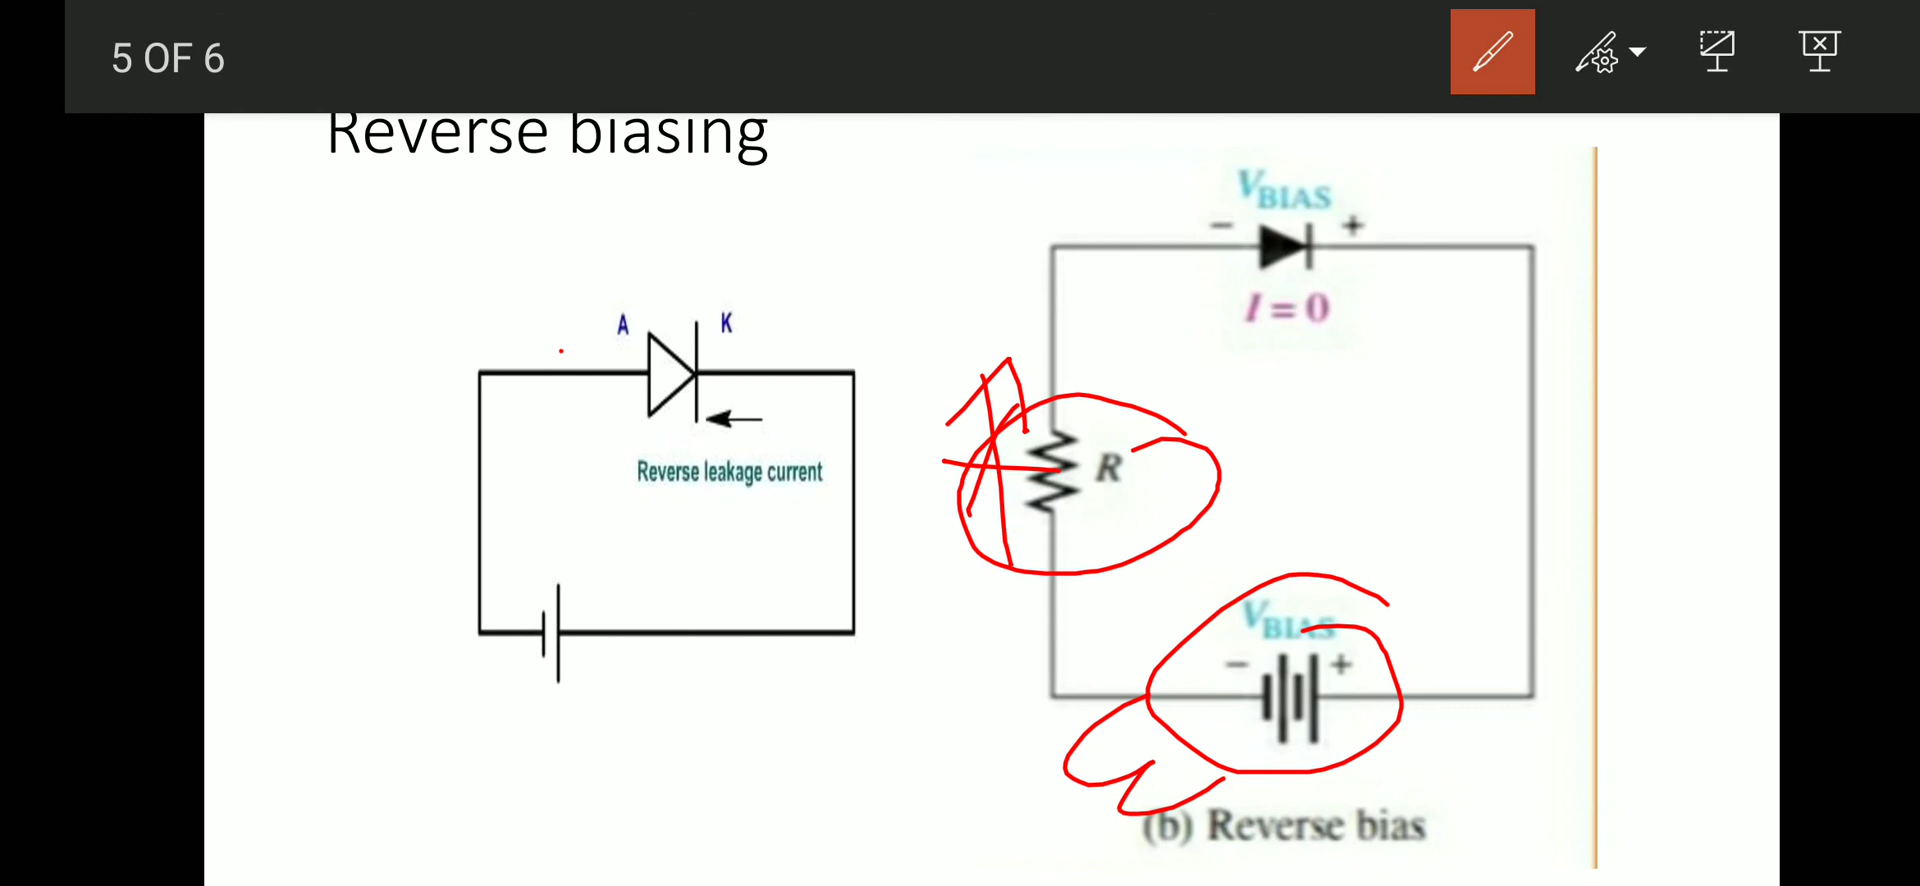 5 OF 6
Reverse biasing
A K
Reverse leakage current
VBIAS
− +
I = 0
R
VBIAS
− +
(b) Reverse bias